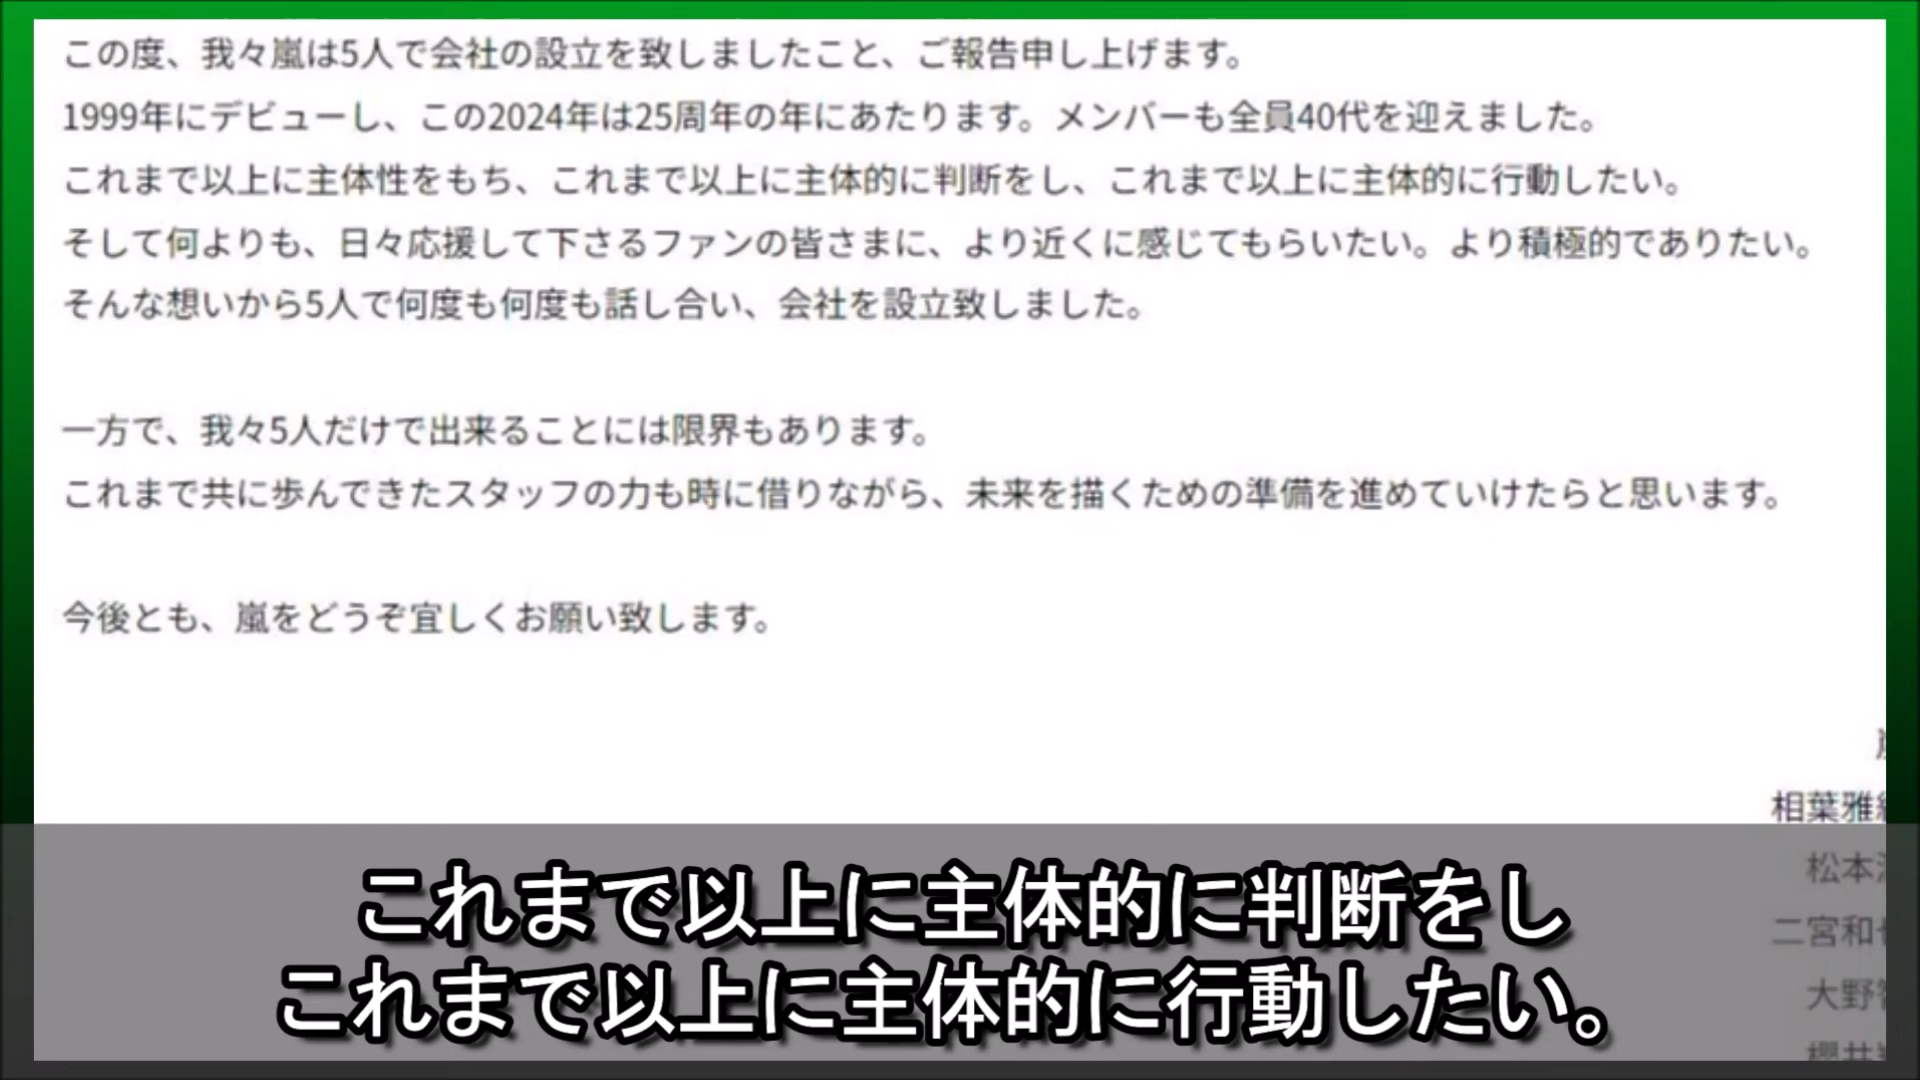 この度、我々嵐は5人で会社の設立を致しましたこと、ご報告申し上げます。
1999年にデビューし、この2024年は25周年の年にあたります。メンバーも全員40代を迎えました。
これまで以上に主体性をもち、これまで以上に主体的に判断をし、これまで以上に主体的に行動したい。
そして何よりも、日々応援して下さるファンの皆さまに、より近くに感じてもらいたい。より積極的でありたい。
そんな想いから5人で何度も何度も話し合い、会社を設立致しました。
一方で、我々5人だけで出来ることには限界もあります。
これまで共に歩んできたスタッフの力も時に借りながら、未来を描くための準備を進めていけたらと思います。
今後とも、嵐をどうぞ宜しくお願い致します。
相葉雅
松本
二宮和
大野
櫻井
これまで以上に主体的に判断をし
これまで以上に主体的に行動したい。